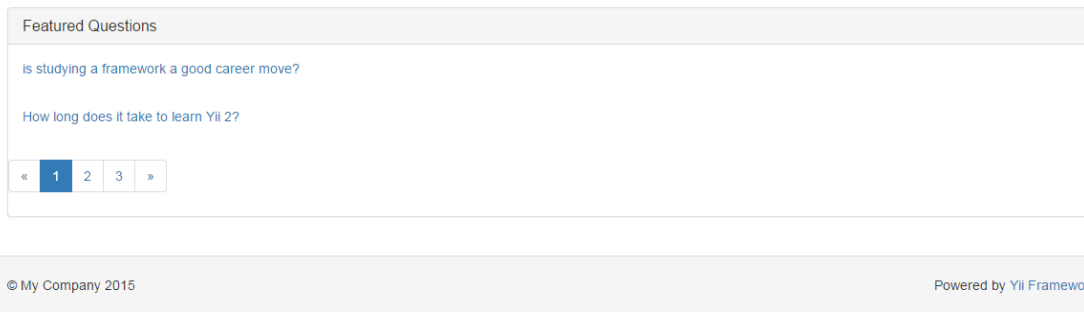 Featured Questions
is studying a framework a good career move?
How long does it take to learn Yii 2?
« 1 2 3 »
© My Company 2015 Powered by Yii Framewo